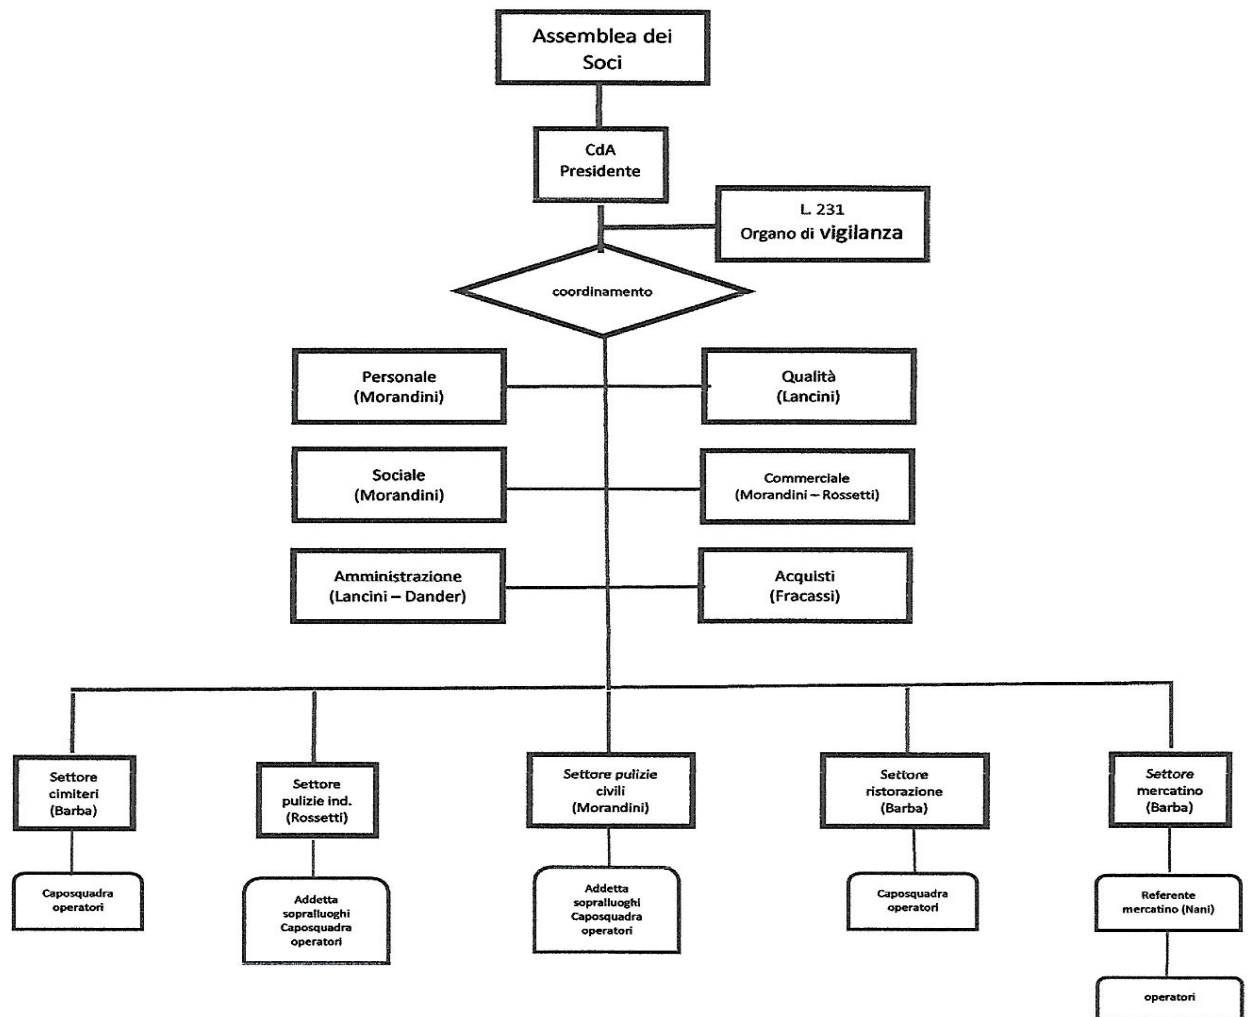 Assemblea dei
Soci
CdA
Presidente
L. 231
Organo di vigilanza
coordinamento
Personale
(Morandini)
Qualità
(Lancini)
Sociale
(Morandini)
Commerciale
(Morandini – Rossetti)
Amministrazione
(Lancini – Dander)
Acquisti
(Fracassi)
Settore
cimiteri
(Barba)
Settore
pulizie ind.
(Rossetti)
Settore pulizie
civili
(Morandini)
Settore
ristorazione
(Barba)
Settore
mercatino
(Barba)
Caposquadra
operatori
Addetta
sopralluoghi
Caposquadra
operatori
Addetta
sopralluoghi
Caposquadra
operatori
Caposquadra
operatori
Referente
mercatino (Nani)
operatori